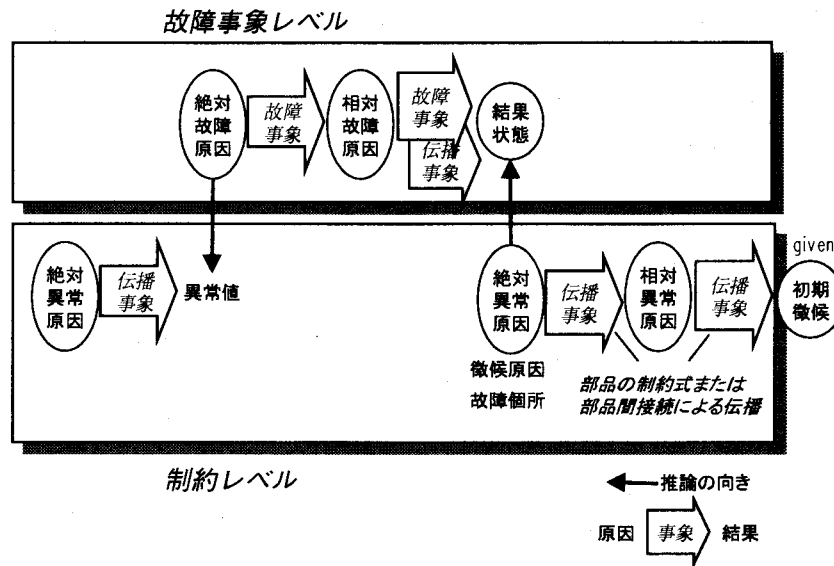 故障事象レベル
絶対
故障
原因
故障
事象
相対
故障
原因
故障
事象
伝播
事象
結果
状態
絶対
異常
原因
伝播
事象
異常値
絶対
異常
原因
徴候原因
故障個所
伝播
事象
相対
異常
原因
伝播
事象
given
初期
徴候
部品の制約式または
部品間接続による伝播
制約レベル
推論の向き
原因
事象
結果